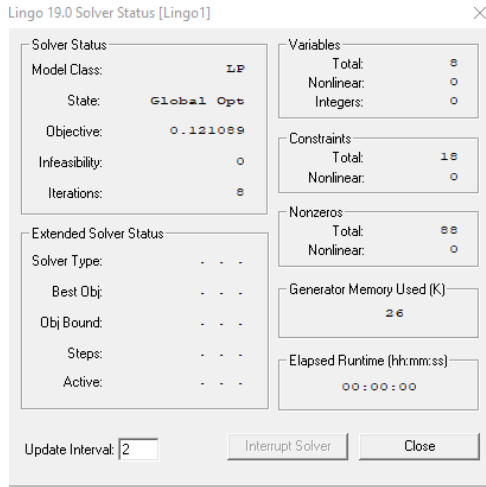 Lingo 19.0 Solver Status [Lingo1]
Solver Status
Model Class: LP
State: Global Opt
Objective: 0.121089
Infeasibility: 0
Iterations: 8
Extended Solver Status
Solver Type: . . .
Best Obj: . . .
Obj Bound: . . .
Steps: . . .
Active: . . .
Variables
Total: 8
Nonlinear: 0
Integers: 0
Constraints
Total: 18
Nonlinear: 0
Nonzeros
Total: 88
Nonlinear: 0
Generator Memory Used (K)
26
Elapsed Runtime (hh:mm:ss)
00:00:00
Update Interval: 2
Interrupt Solver
Close